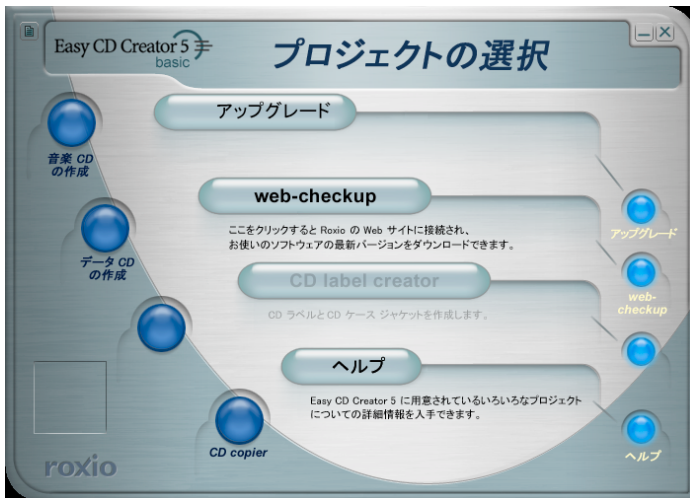 Easy CD Creator 5
basic
プロジェクトの選択
アップグレード
音楽 CD
の作成
web-checkup
ここをクリックすると Roxio の Web サイトに接続され、
お使いのソフトウェアの最新バージョンをダウンロードできます。
アップグレード
データ CD
の作成
CD label creator
CD ラベルとCD ケース ジャケットを作成します。
web-
checkup
ヘルプ
Easy CD Creator 5 に用意されているいろいろなプロジェクト
についての詳細情報を入手できます。
CD copier
ヘルプ
roxio